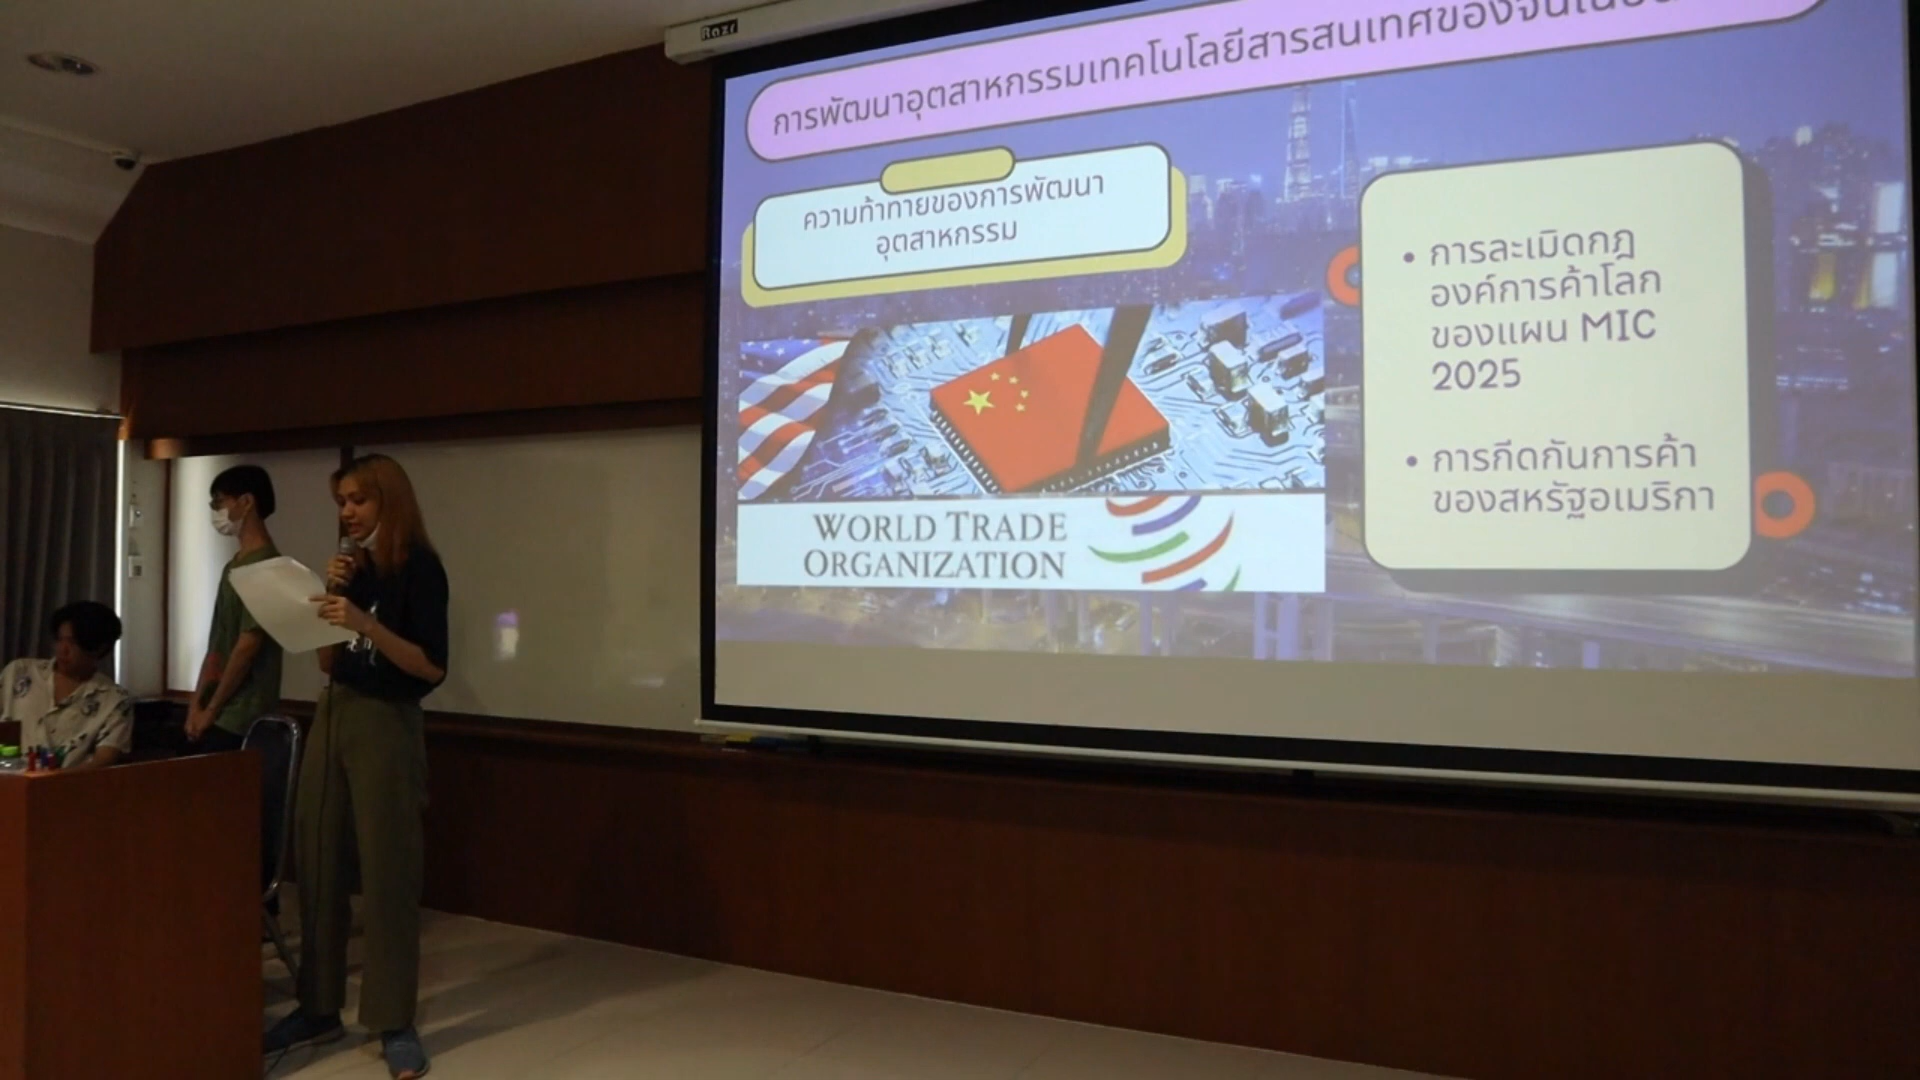 Razr
การพัฒนาอุตสาหกรรมเทคโนโลยีสารสนเทศของจีนใน
ความท้าทายของการพัฒนา
อุตสาหกรรม
WORLD TRADE
ORGANIZATION
• การละเมิดกฎ
องค์การค้าโลก
ของแผน MIC
2025
• การกีดกันการค้า
ของสหรัฐอเมริกา